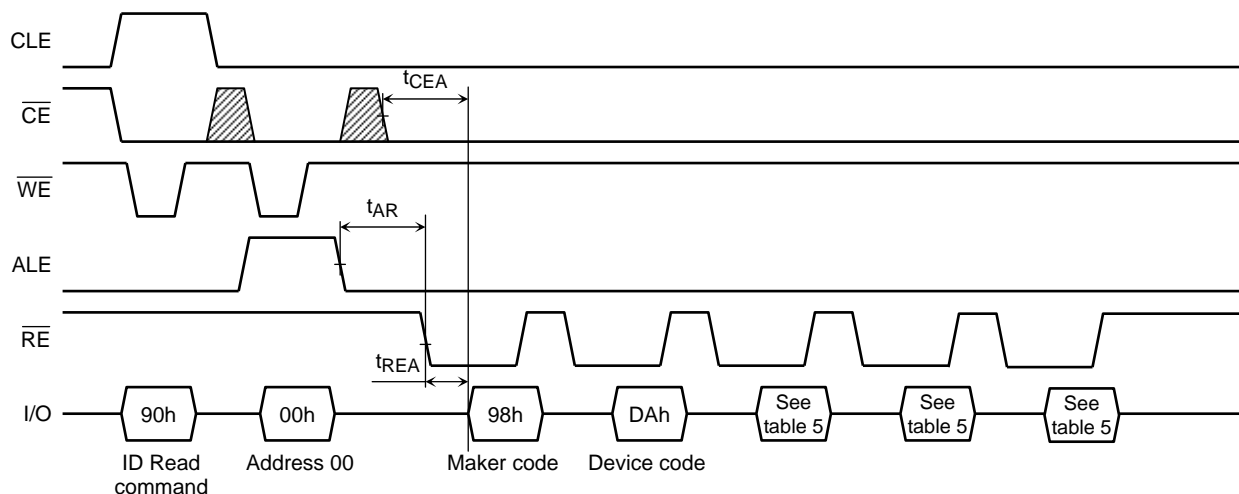 CLE
tCEA
CE
WE
tAR
ALE
RE
tREA
I/O
90h
00h
98h
DAh
See
table 5
See
table 5
See
table 5
ID Read
command
Address 00
Maker code
Device code